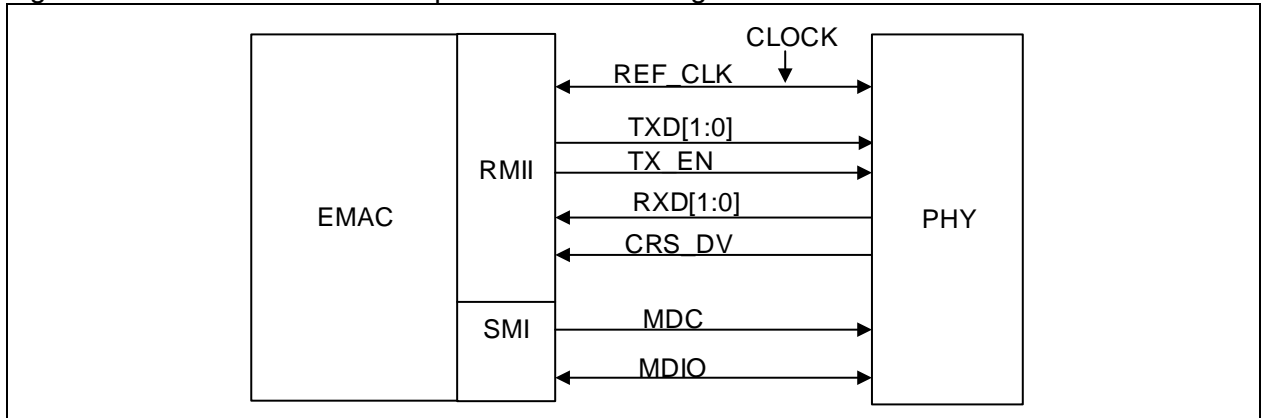 CLOCK
REF_CLK
TXD[1:0]
TX_EN
RMII
RXD[1:0]
EMAC
PHY
CRS_DV
SMI
MDC
MDIO